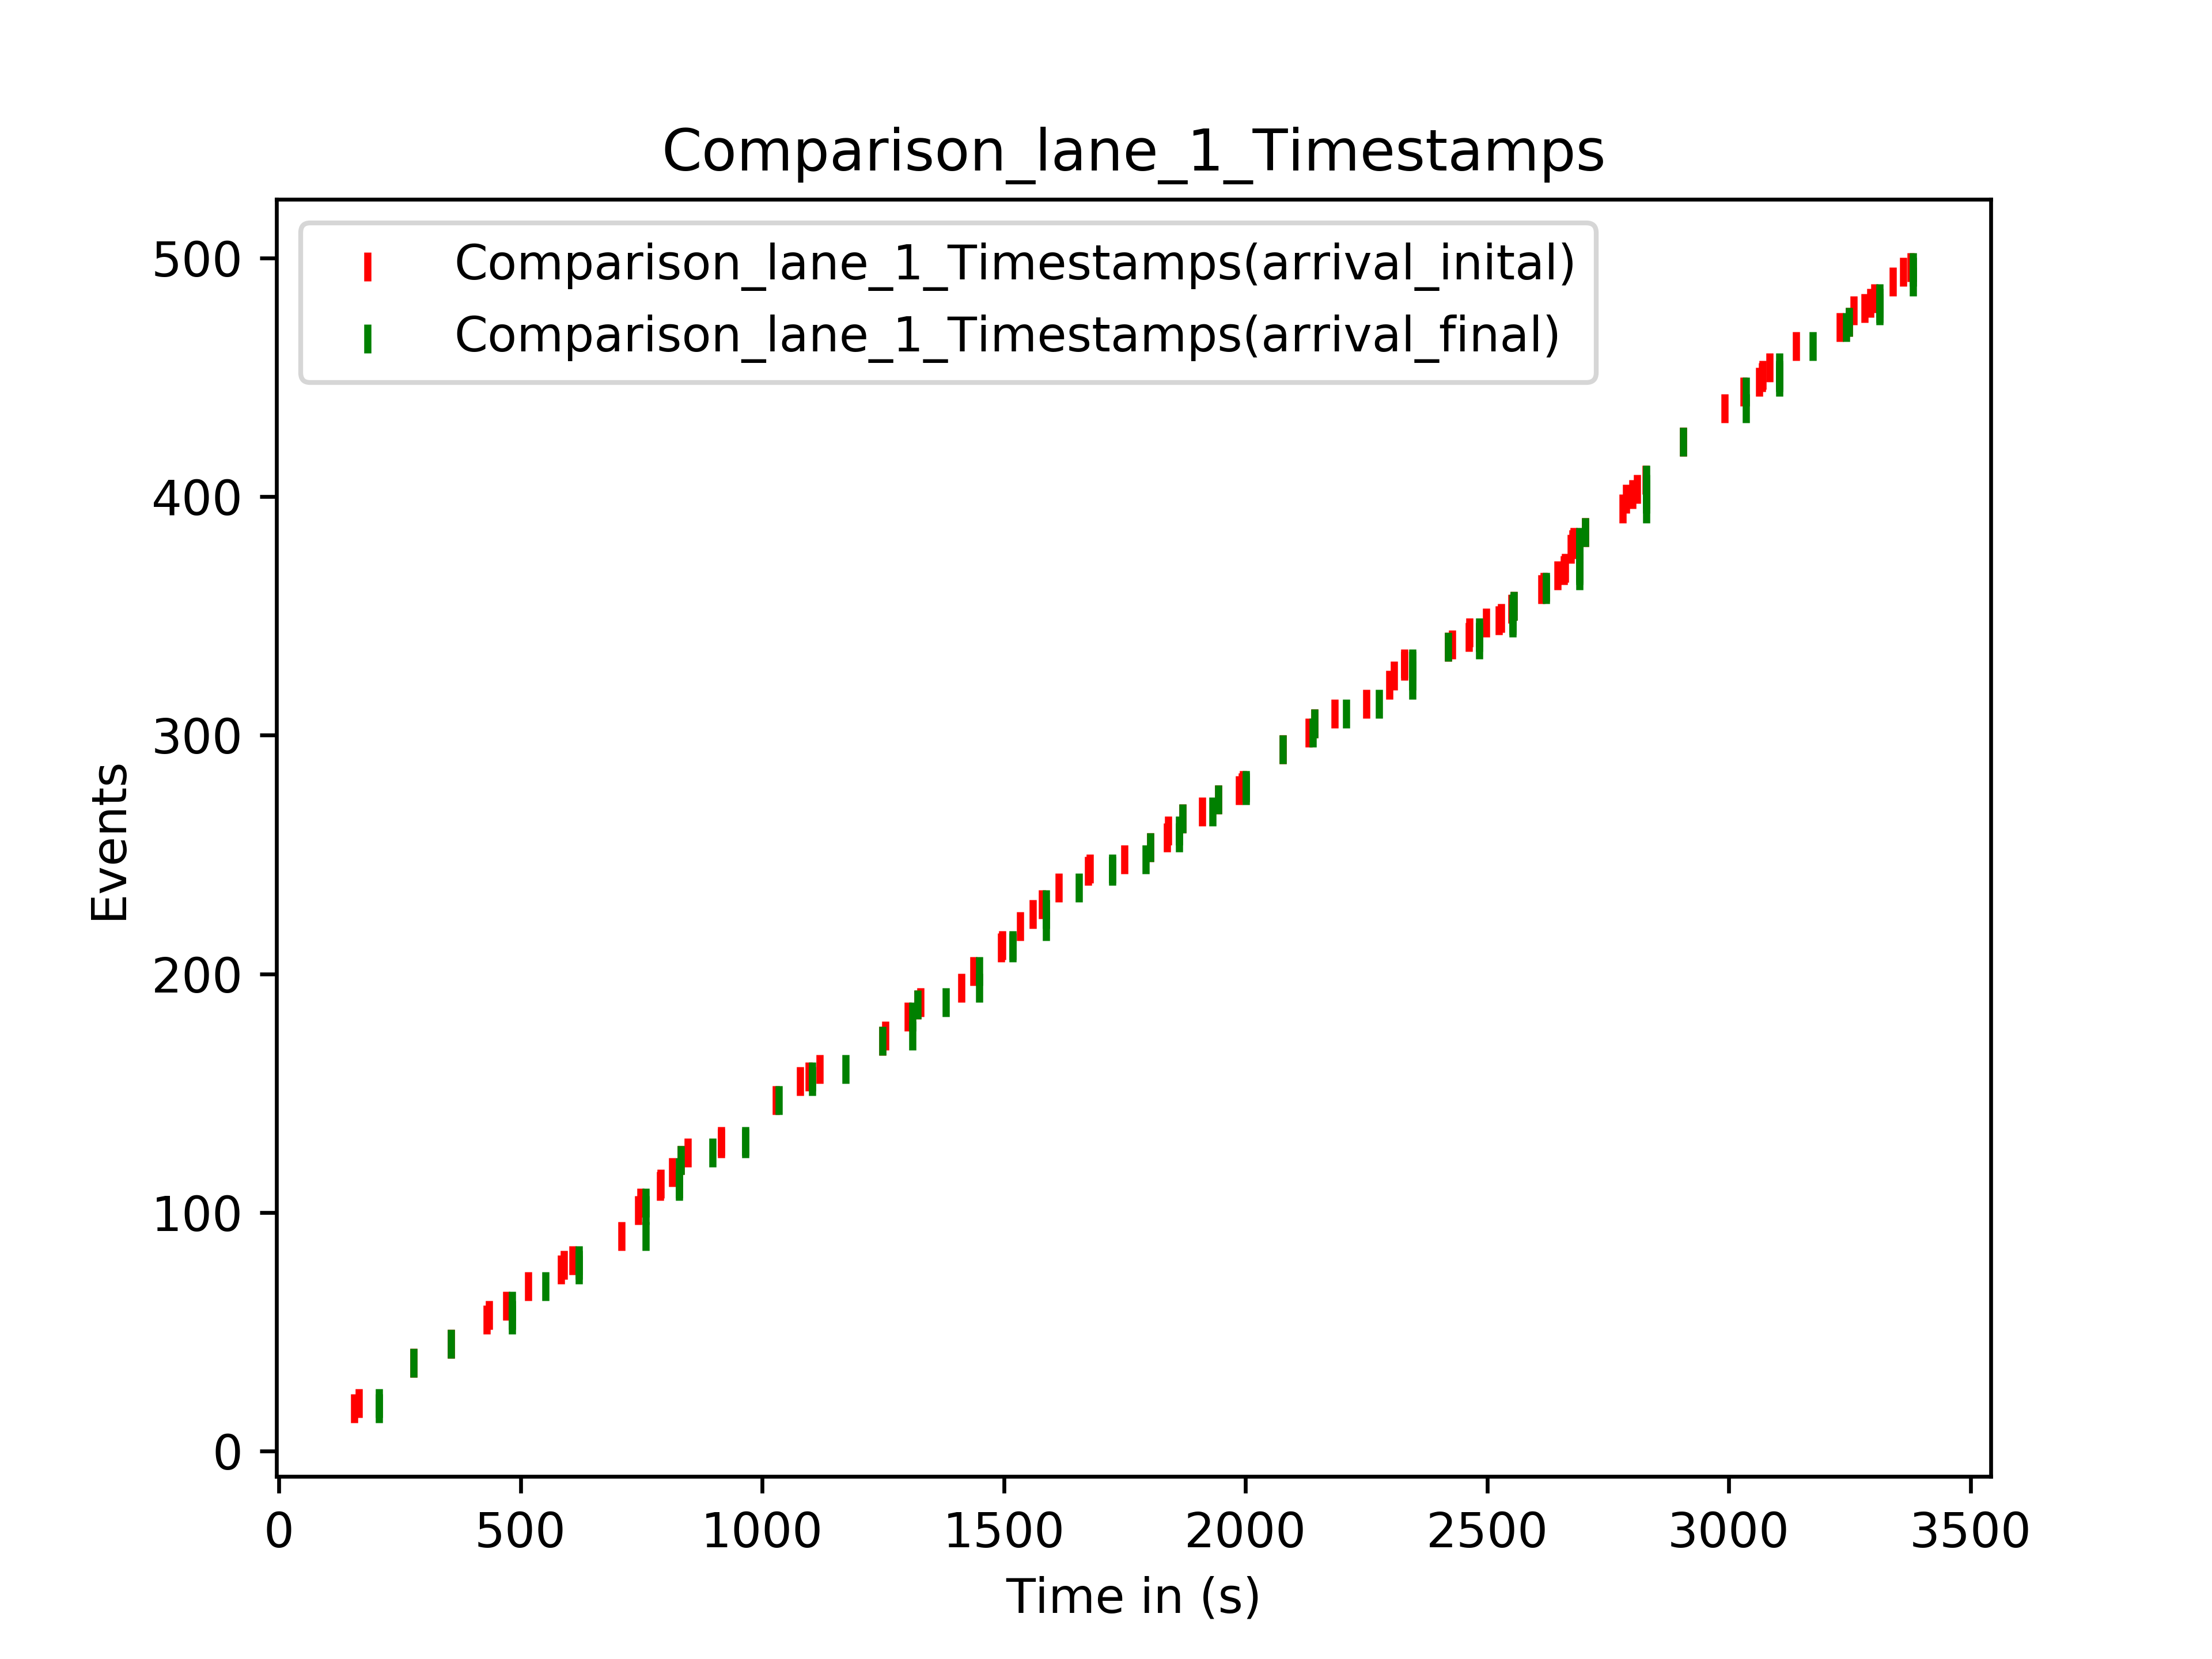 Comparison_lane_1_Timestamps
Comparison_lane_1_Timestamps(arrival_inital)
Comparison_lane_1_Timestamps(arrival_final)
500
400
300
200
100
0
Events
0 500 1000 1500 2000 2500 3000 3500
Time in (s)